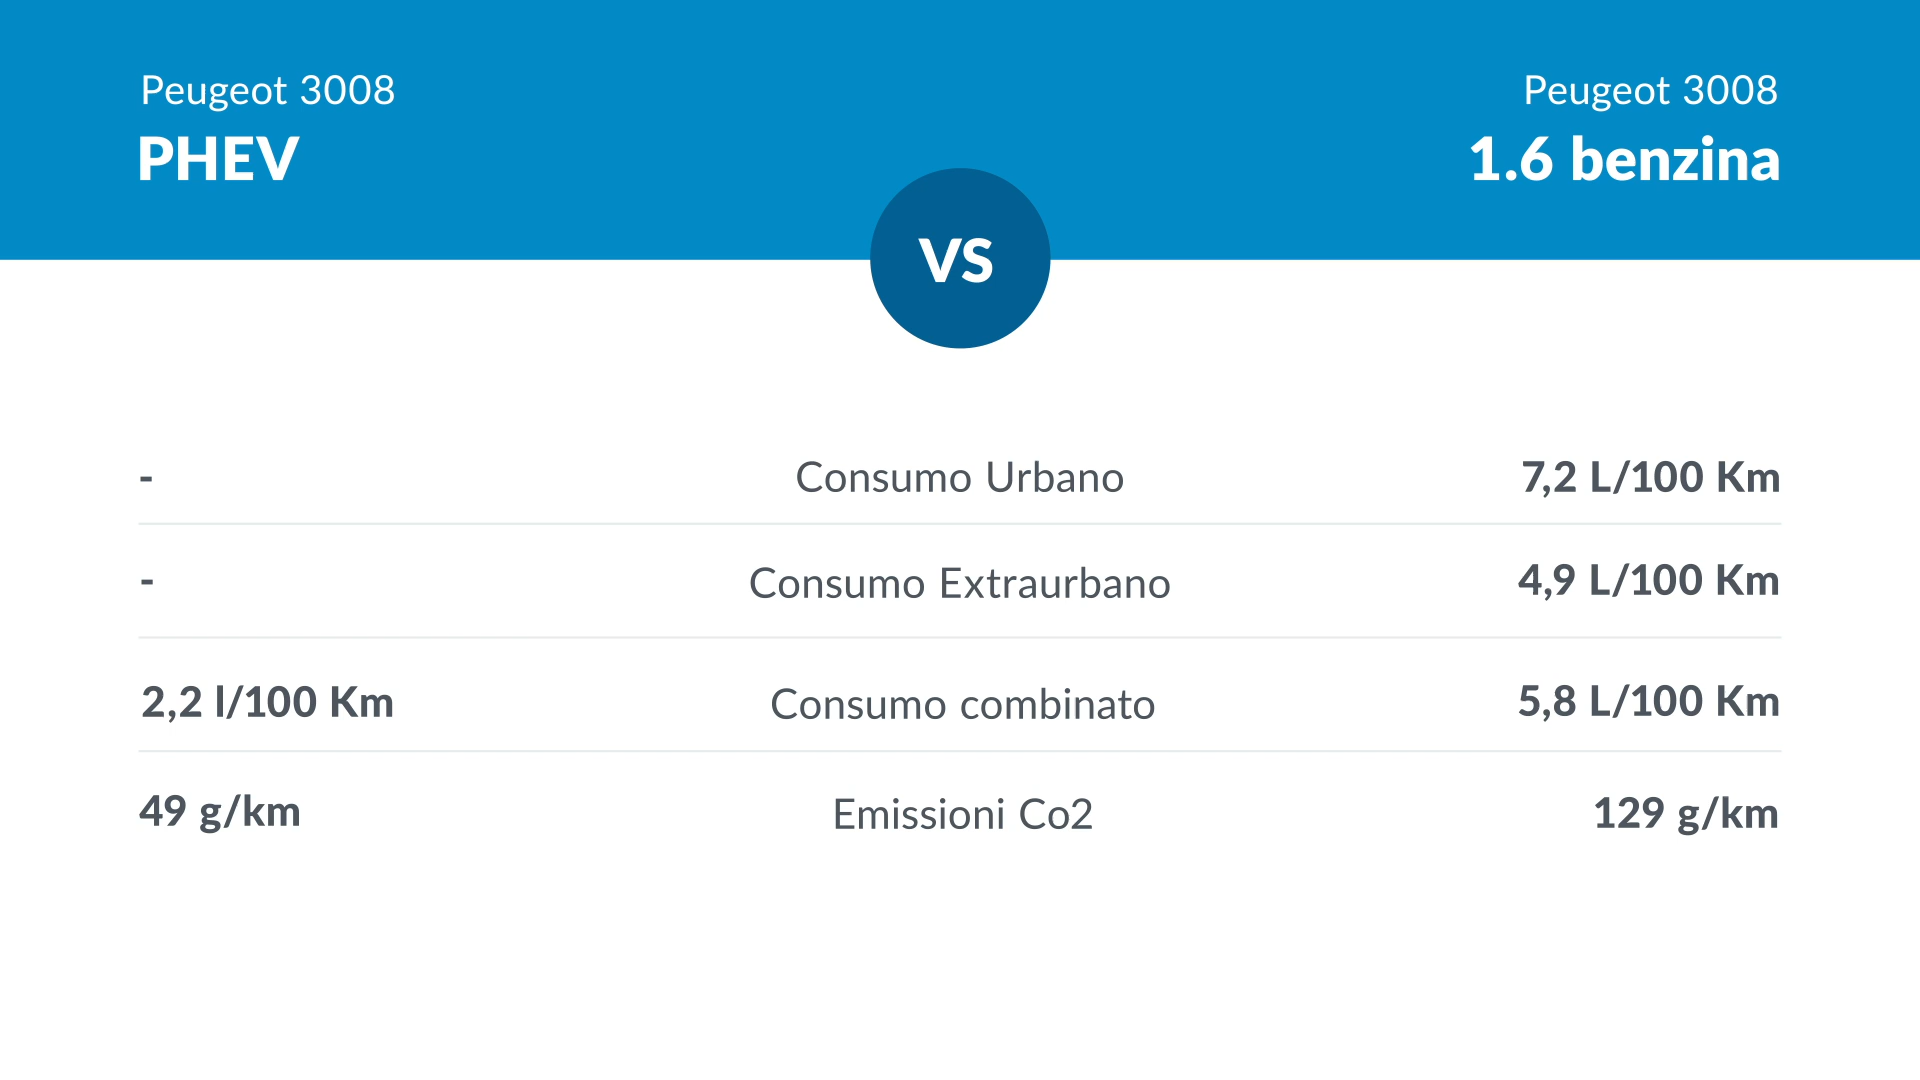 Peugeot 3008
PHEV
Peugeot 3008
1.6 benzina
VS
- Consumo Urbano 7,2 L/100 Km
- Consumo Extraurbano 4,9 L/100 Km
2,2 l/100 Km Consumo combinato 5,8 L/100 Km
49 g/km Emissioni Co2 129 g/km